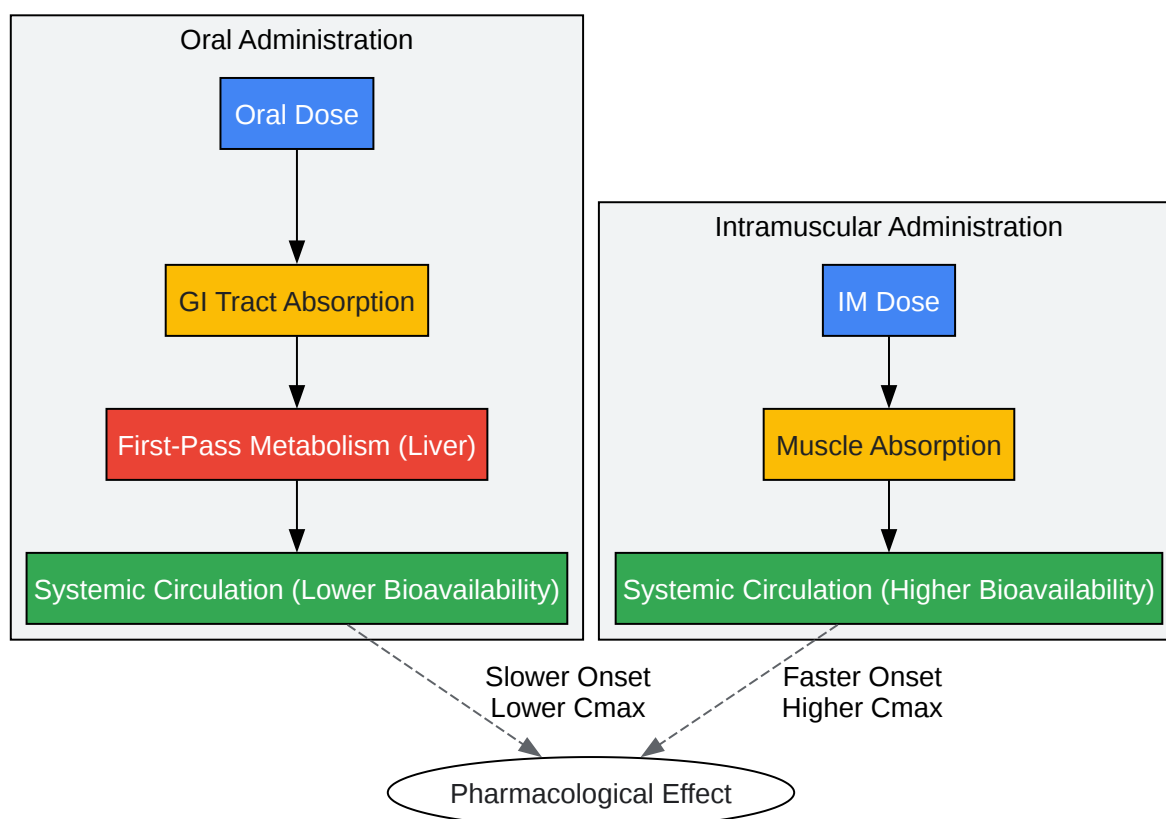 Oral Administration
Oral Dose
GI Tract Absorption
First-Pass Metabolism (Liver)
Systemic Circulation (Lower Bioavailability)
Intramuscular Administration
IM Dose
Muscle Absorption
Systemic Circulation (Higher Bioavailability)
Slower Onset
Lower Cmax
Faster Onset
Higher Cmax
Pharmacological Effect